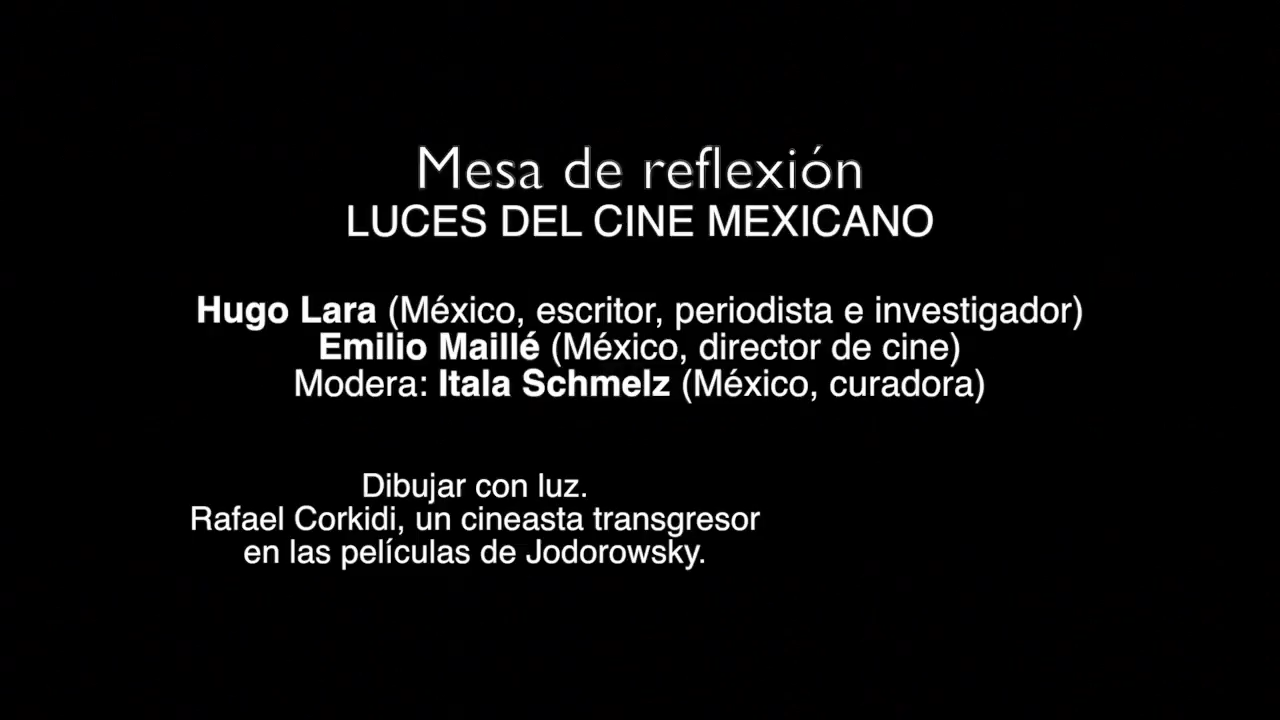 Mesa de reflexión
LUCES DEL CINE MEXICANO
Hugo Lara (México, escritor, periodista e investigador)
Emilio Maillé (México, director de cine)
Modera: Itala Schmelz (México, curadora)
Dibujar con luz.
Rafael Corkidi, un cineasta transgresor
en las películas de Jodorowsky.